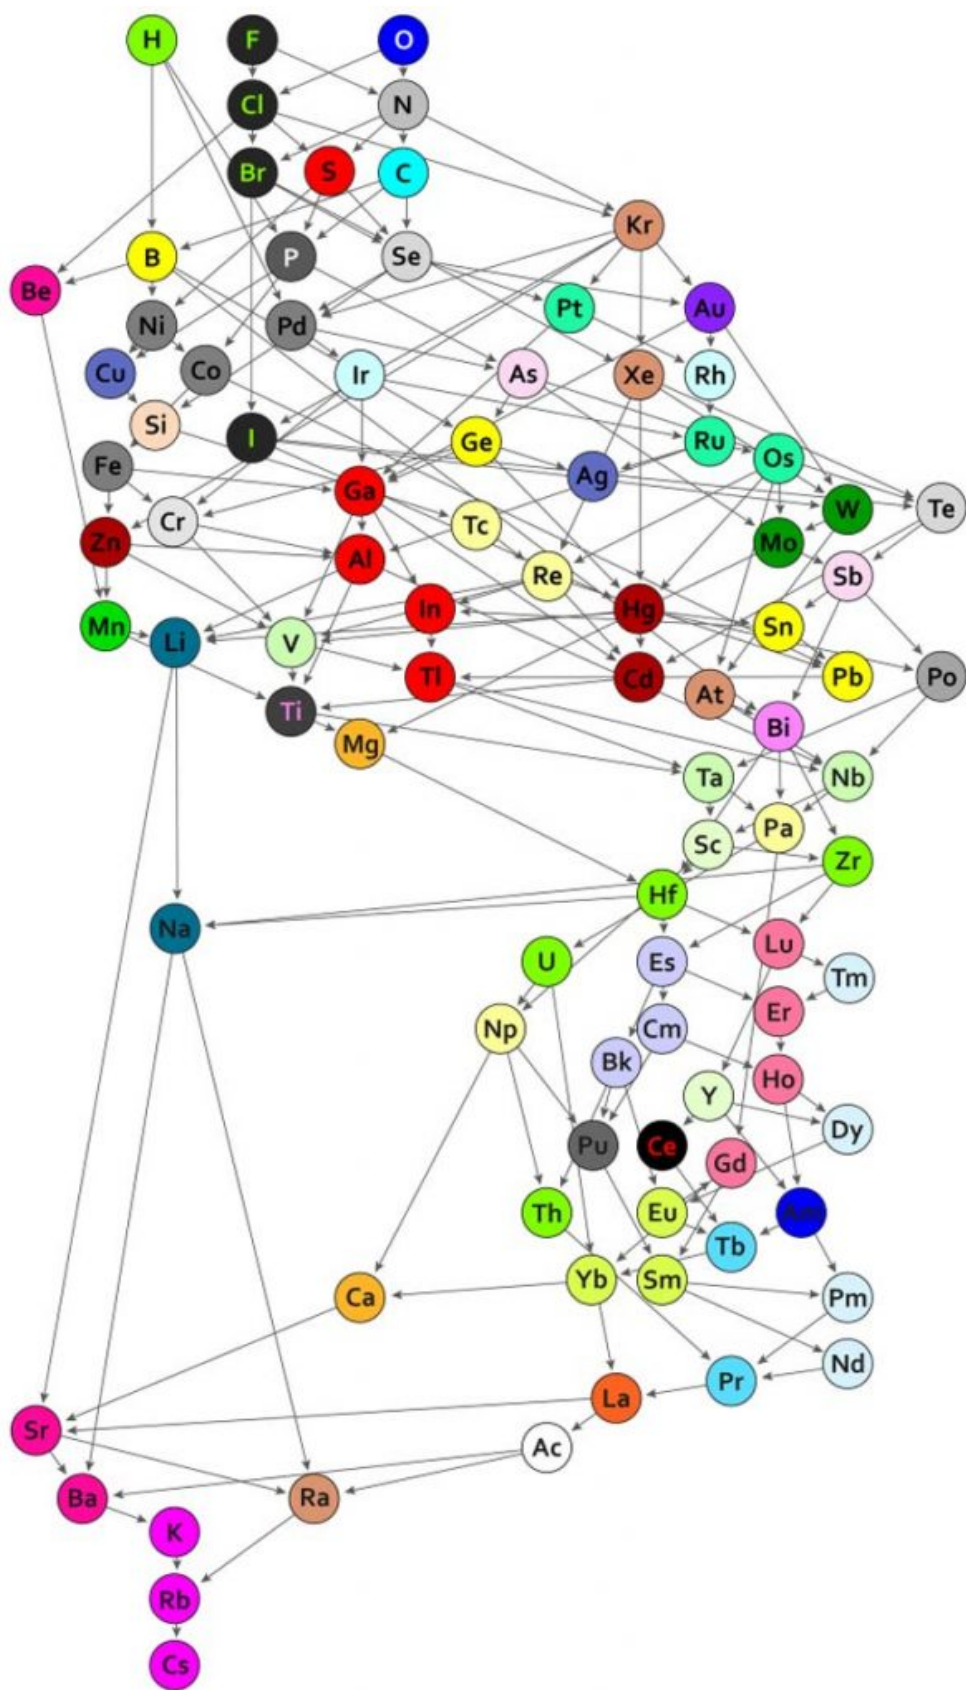 H F O
Cl N
Br S C
Kr
B P Se
Be
Ni Pd Pt Au
Cu Co Ir As Xe Rh
Si I Ge Ru
Fe Os
Ag
Ga
Cr Tc W Te
Zn Mo
Al Re Sb
Mn In Hg Sn
Li V
Tl Cd Pb Po
At
Ti
Mg Bi
Ta Nb
Sc Pa
Zr
Hf
Na Lu
U Es Tm
Np Cm Er
Bk Ho
Y
Pu Ce Dy
Gd
Th Eu Am
Tb
Yb Sm
Ca Pm
Nd
La Pr
Sr
Ac
Ba Ra
K
Rb
Cs